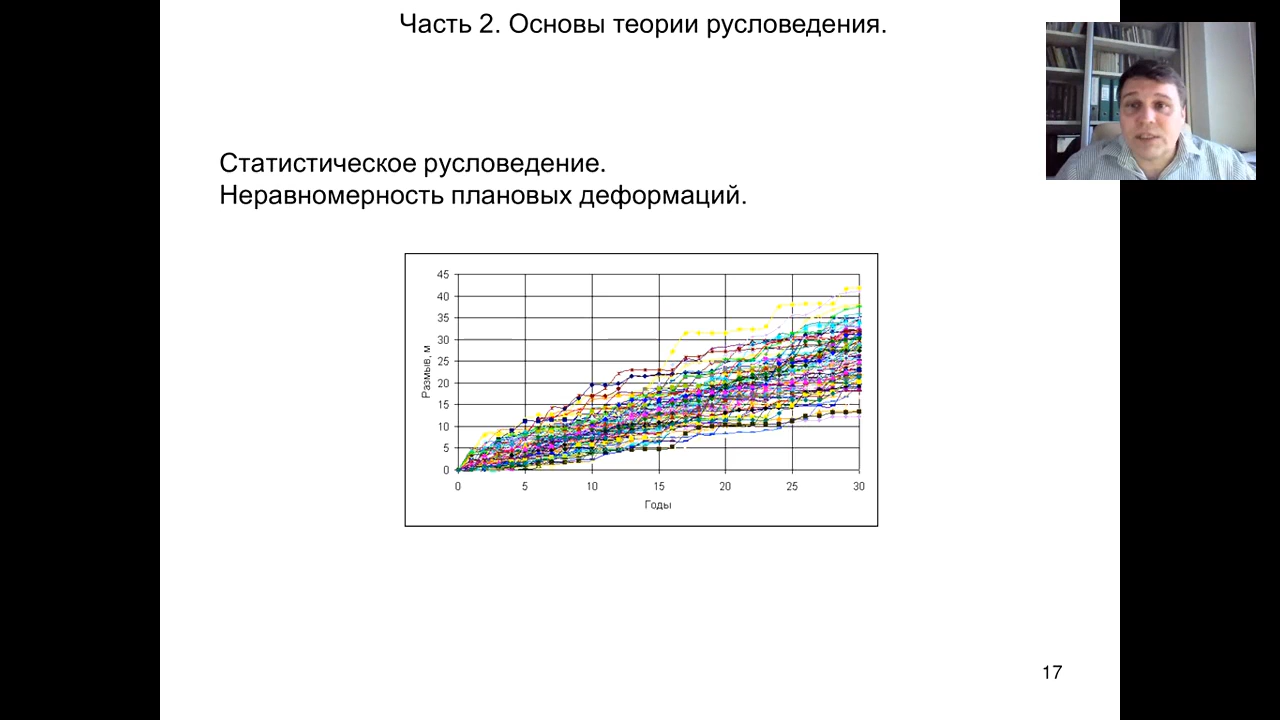 Часть 2. Основы теории русловедения.
Статистическое русловедение.
Неравномерность плановых деформаций.
45
40
35
30
25
20
15
10
5
0
Размыв, м
0 5 10 15 20 25 30
Годы
17